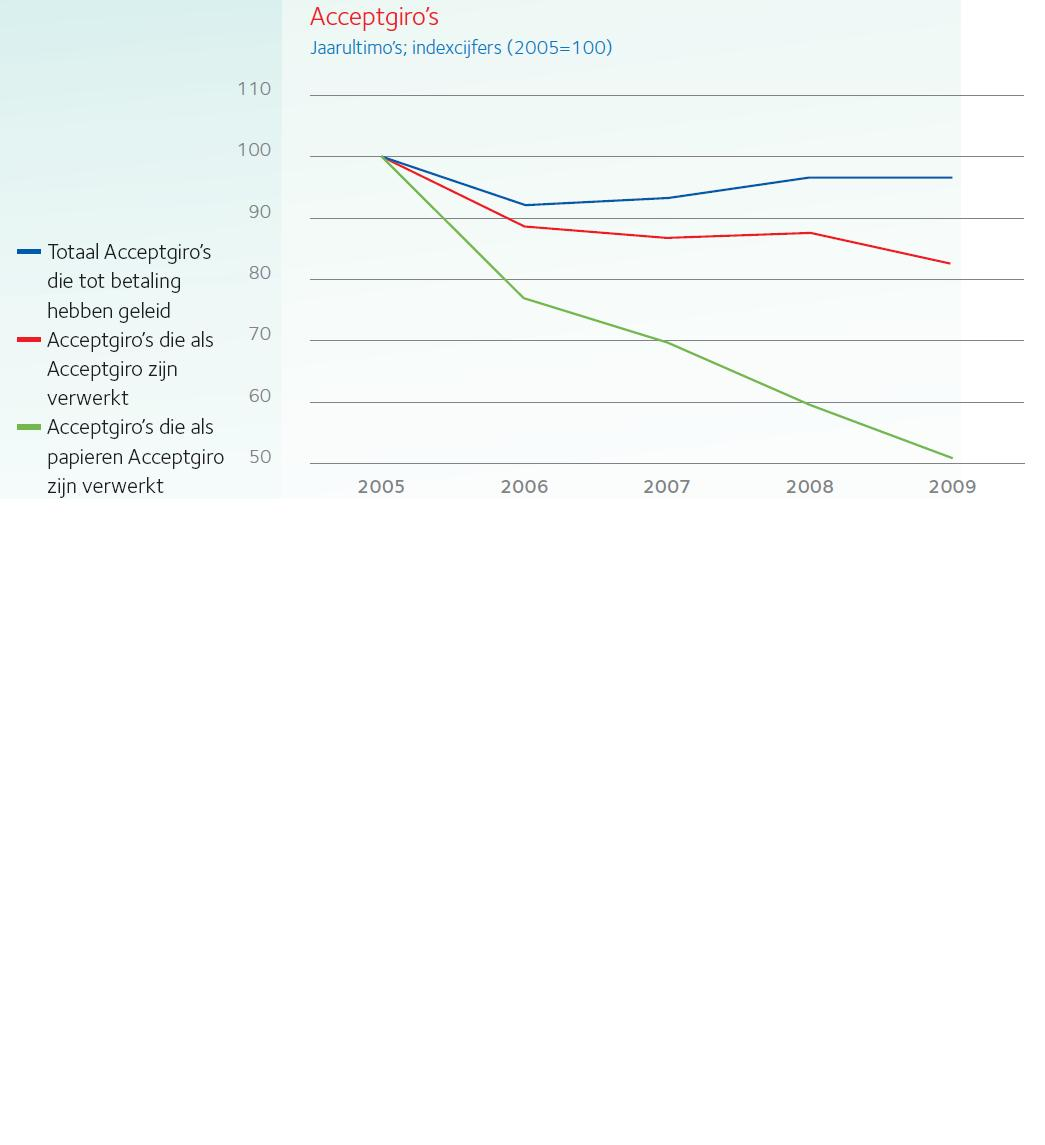 Acceptgiro’s
Jaarultimo’s; indexcijfers (2005=100)
110
100
90
80
70
60
50
Totaal Acceptgiro’s
die tot betaling
hebben geleid
Acceptgiro’s die als
Acceptgiro zijn
verwerkt
Acceptgiro’s die als
papieren Acceptgiro
zijn verwerkt
2005 2006 2007 2008 2009